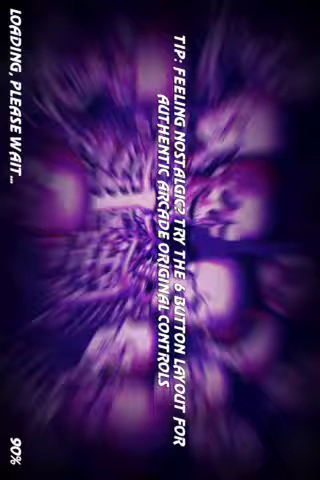 TIP: FEELING NOSTALGIC? TRY THE 6 BUTTON LAYOUT FOR
AUTHENTIC ARCADE ORIGINAL CONTROLS
LOADING, PLEASE WAIT...
90%